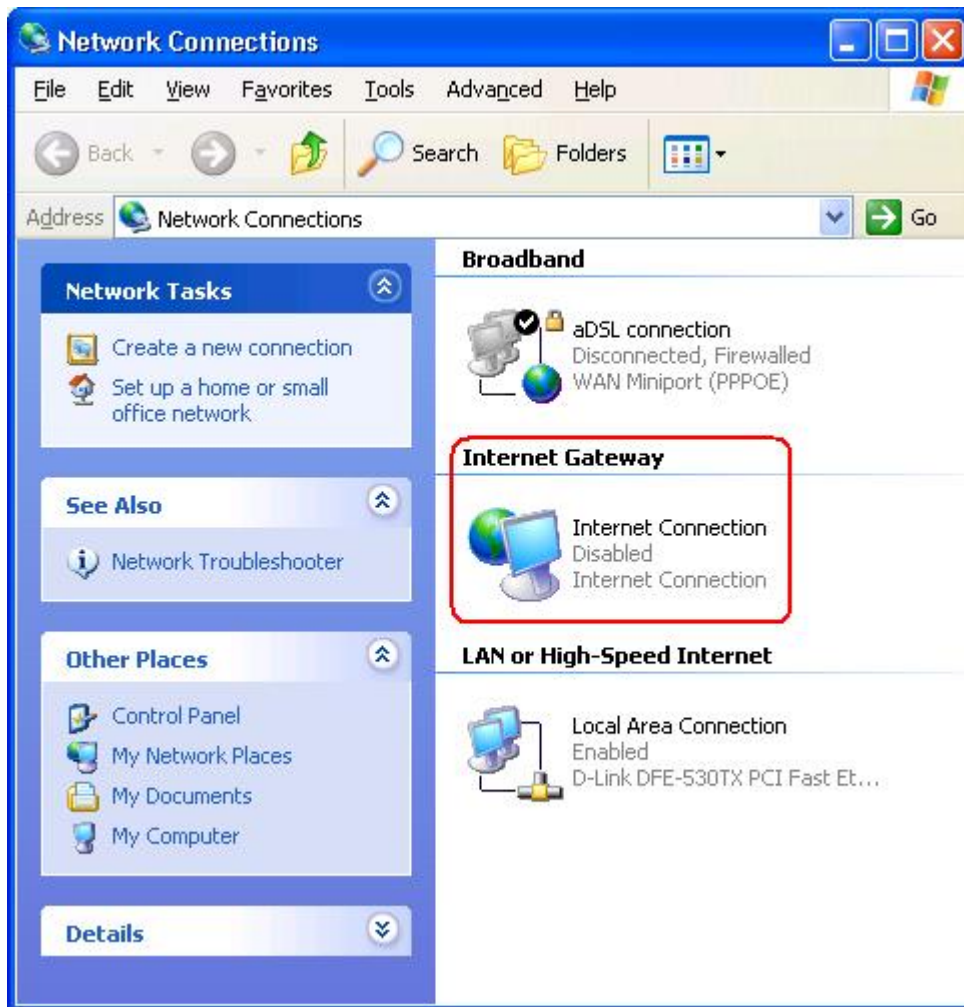 Network Connections
File Edit View Favorites Tools Advanced Help
Back Search Folders
Address Network Connections Go
Network Tasks
Create a new connection
Set up a home or small
office network
See Also
Network Troubleshooter
Other Places
Control Panel
My Network Places
My Documents
My Computer
Details
Broadband
aDSL connection
Disconnected, Firewalled
WAN Miniport (PPPOE)
Internet Gateway
Internet Connection
Disabled
Internet Connection
LAN or High-Speed Internet
Local Area Connection
Enabled
D-Link DFE-530TX PCI Fast Et...